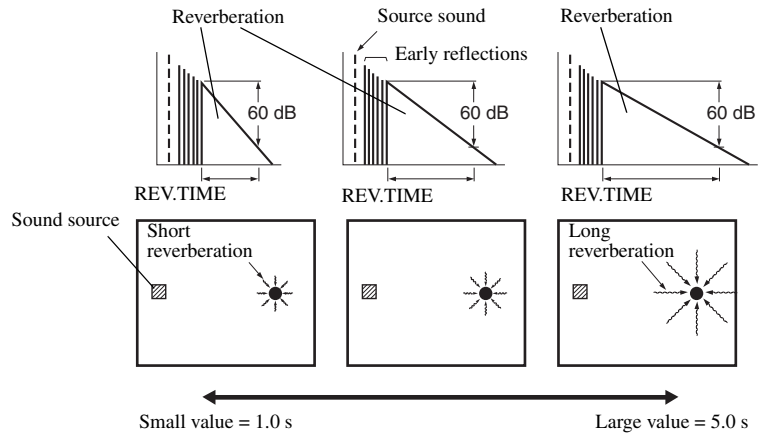 Reverberation
Source sound
Reverberation
Early reflections
60 dB
60 dB
60 dB
REV.TIME
REV.TIME
REV.TIME
Sound source
Short
reverberation
Long
reverberation
Small value = 1.0 s
Large value = 5.0 s